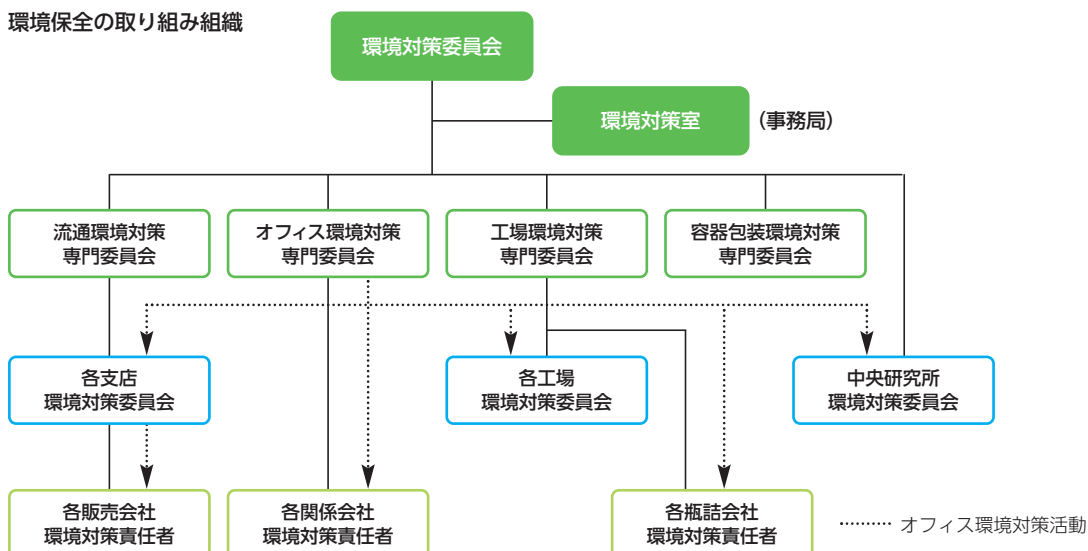 環境保全の取り組み組織
環境対策委員会
環境対策室
(事務局)
流通環境対策
専門委員会
オフィス環境対策
専門委員会
工場環境対策
専門委員会
容器包装環境対策
専門委員会
各支店
環境対策委員会
各工場
環境対策委員会
中央研究所
環境対策委員会
各販売会社
環境対策責任者
各関係会社
環境対策責任者
各瓶詰会社
環境対策責任者
オフィス環境対策活動